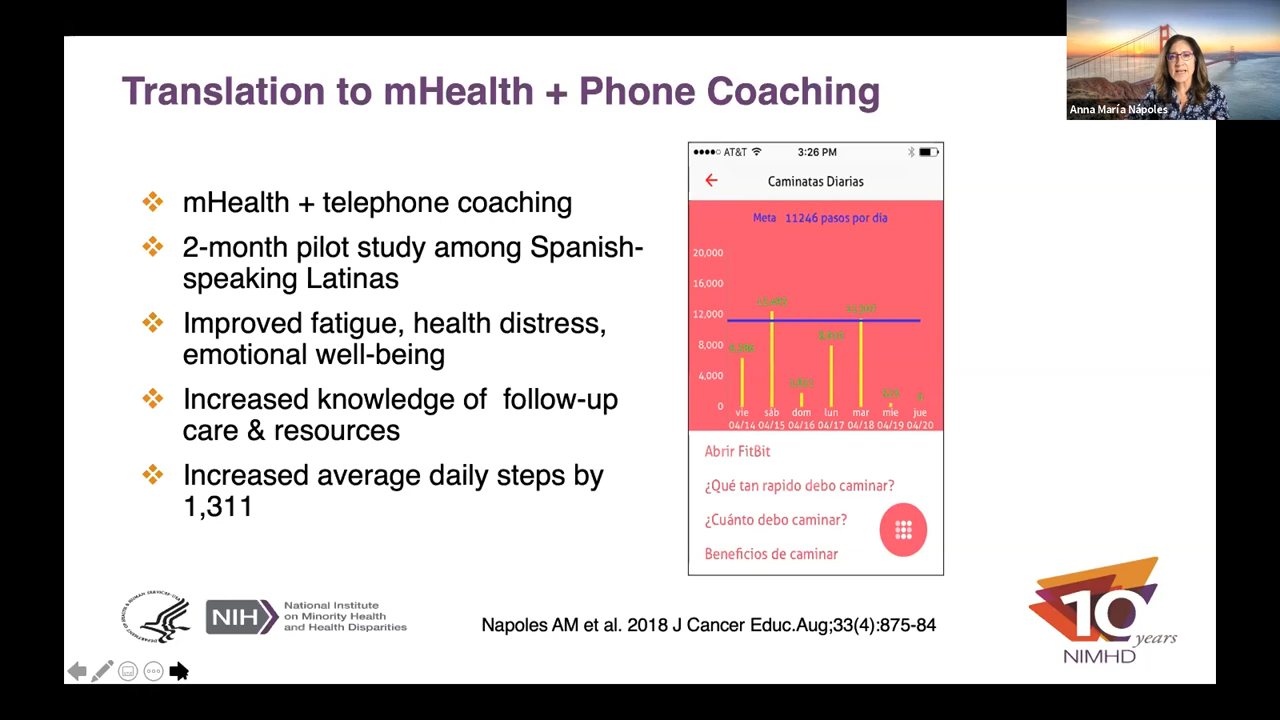 Translation to mHealth + Phone Coaching
Anna María Nápoles
mHealth + telephone coaching
2-month pilot study among Spanish-
speaking Latinas
Improved fatigue, health distress,
emotional well-being
Increased knowledge of follow-up
care & resources
Increased average daily steps by
1,311
AT&T 3:26 PM
Caminatas Diarias
Meta 11246 pasos por día
20,000
16,000
12,000
8,000
4,000
0
vie sáb dom lun mar mie jue
04/14 04/15 04/16 04/17 04/18 04/19 04/20
Abrir FitBit
¿Qué tan rapido debo caminar?
¿Cuánto debo caminar?
Beneficios de caminar
NIH
National Institute
on Minority Health
and Health Disparities
Napoles AM et al. 2018 J Cancer Educ.Aug;33(4):875-84
10
years
NIMHD